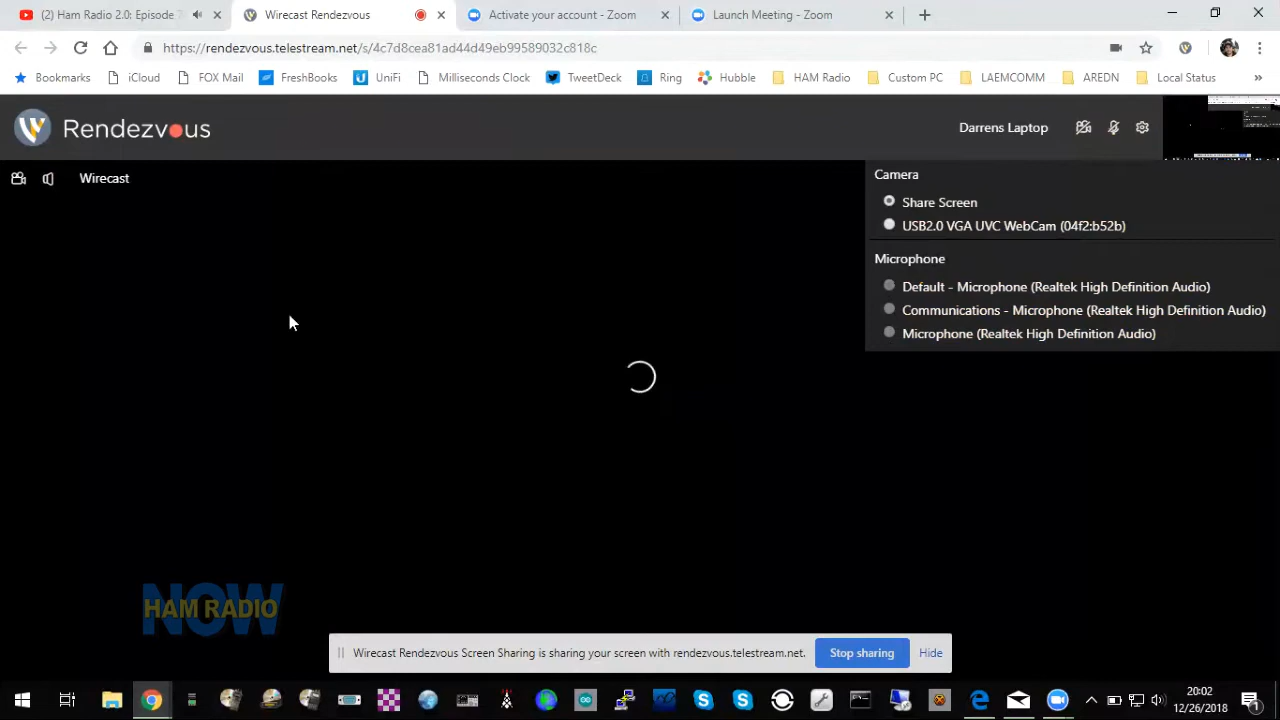 (2) Ham Radio 2.0: Episode 7
Wirecast Rendezvous
Activate your account - Zoom
Launch Meeting - Zoom
https://rendezvous.telestream.net/s/4c7d8cea81ad44d49eb99589032c818c
Bookmarks
iCloud
FOX Mail
FreshBooks
UniFi
Milliseconds Clock
TweetDeck
Ring
Hubble
HAM Radio
Custom PC
LAEMCOMM
AREDN
Local Status
»
Rendezvous
Darrens Laptop
Wirecast
Camera
Share Screen
USB2.0 VGA UVC WebCam (04f2:b52b)
Microphone
Default - Microphone (Realtek High Definition Audio)
Communications - Microphone (Realtek High Definition Audio)
Microphone (Realtek High Definition Audio)
NOW
HAM RADIO
Wirecast Rendezvous Screen Sharing is sharing your screen with rendezvous.telestream.net.
Stop sharing
Hide
20:02
12/26/2018